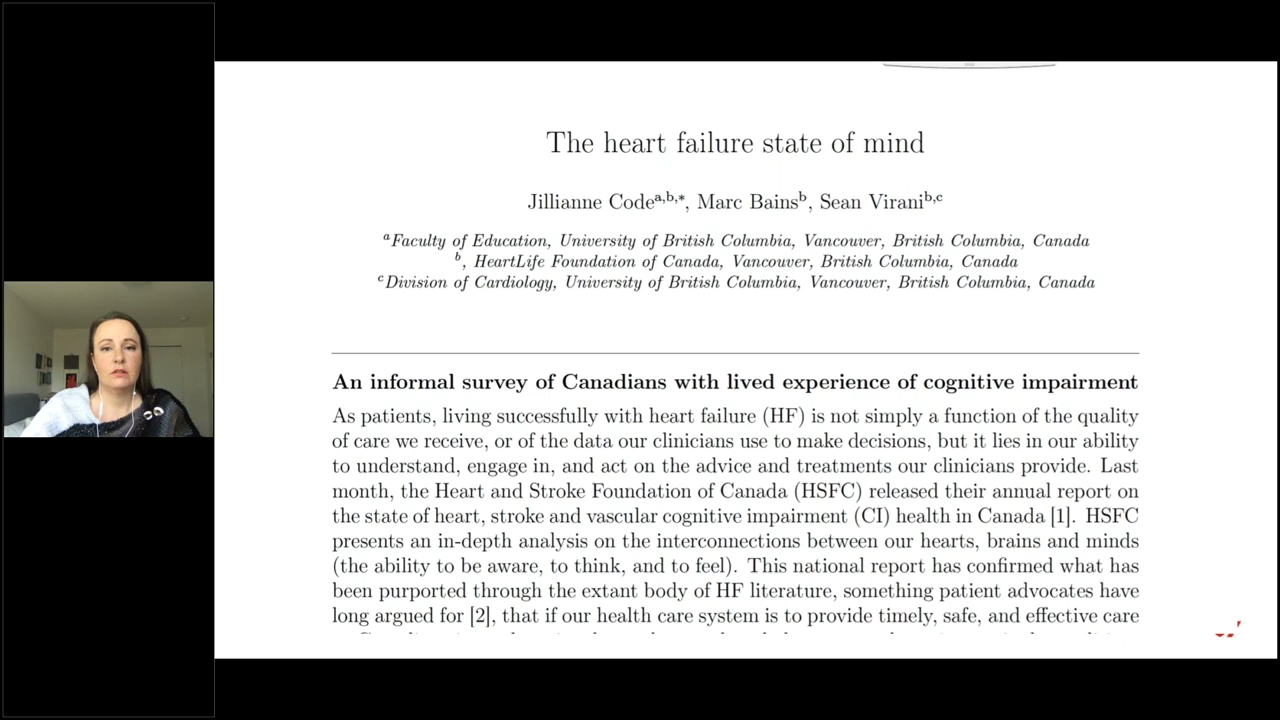 The heart failure state of mind
Jillianne Codea,b,*, Marc Bainsb, Sean Viranib,c
aFaculty of Education, University of British Columbia, Vancouver, British Columbia, Canada
b, HeartLife Foundation of Canada, Vancouver, British Columbia, Canada
cDivision of Cardiology, University of British Columbia, Vancouver, British Columbia, Canada
An informal survey of Canadians with lived experience of cognitive impairment
As patients, living successfully with heart failure (HF) is not simply a function of the quality
of care we receive, or of the data our clinicians use to make decisions, but it lies in our ability
to understand, engage in, and act on the advice and treatments our clinicians provide. Last
month, the Heart and Stroke Foundation of Canada (HSFC) released their annual report on
the state of heart, stroke and vascular cognitive impairment (CI) health in Canada [1]. HSFC
presents an in-depth analysis on the interconnections between our hearts, brains and minds
(the ability to be aware, to think, and to feel). This national report has confirmed what has
been purported through the extant body of HF literature, something patient advocates have
long argued for [2], that if our health care system is to provide timely, safe, and effective care